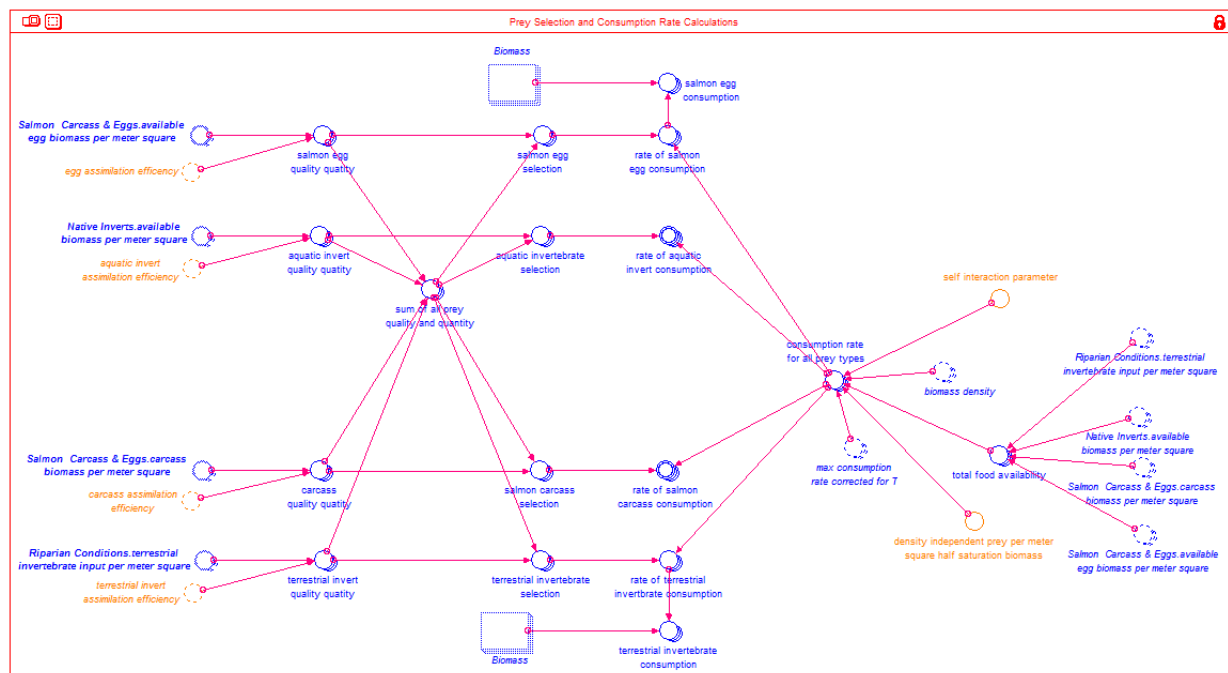 Prey Selection and Consumption Rate Calculations
Biomass
salmon egg
consumption
Salmon Carcass & Eggs.available
egg biomass per meter square
egg assimilation efficency
salmon egg
quality quatity
salmon egg
selection
rate of salmon
egg consumption
Native Inverts.available
biomass per meter square
aquatic invert
assimilation efficiency
aquatic invert
quality quatity
aquatic invertebrate
selection
rate of aquatic
invert consumption
sum of all prey
quality and quantity
self interaction parameter
consumption rate
for all prey types
Riparian Conditions.terrestrial
invertebrate input per meter square
biomass density
Native Inverts.available
biomass per meter square
max consumption
rate corrected for T
total food availability
Salmon Carcass & Eggs.carcass
biomass per meter square
density independent prey per meter
square half saturation biomass
Salmon Carcass & Eggs.available
egg biomass per meter square
Salmon Carcass & Eggs.carcass
biomass per meter square
carcass assimilation
efficiency
carcass
quality quatity
salmon carcass
selection
rate of salmon
carcass consumption
Riparian Conditions.terrestrial
invertebrate input per meter square
terrestrial invert
assimilation efficiency
terrestrial invert
quality quatity
terrestrial invertebrate
selection
rate of terrestrial
invertbrate consumption
Biomass
terrestrial invertebrate
consumption